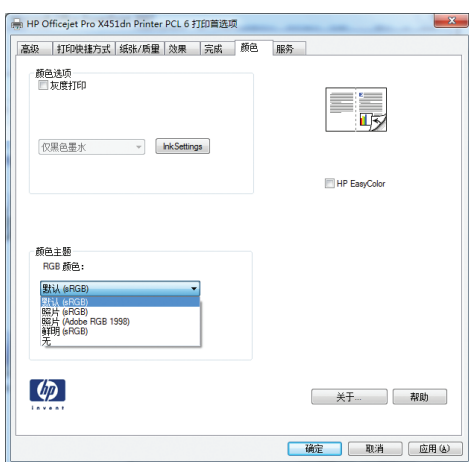 HP Officejet Pro X451dn Printer PCL 6 打印首选项
高级 打印快捷方式 纸张/质量 效果 完成 颜色 服务
颜色选项
灰度打印
仅黑色墨水 Ink Settings
HP EasyColor
颜色主题
RGB 颜色：
默认 (sRGB)
默认 (sRGB)
照片 (sRGB)
照片 (Adobe RGB 1998)
鲜明 (sRGB)
无
hp
invent
关于... 帮助
确定 取消 应用(A)